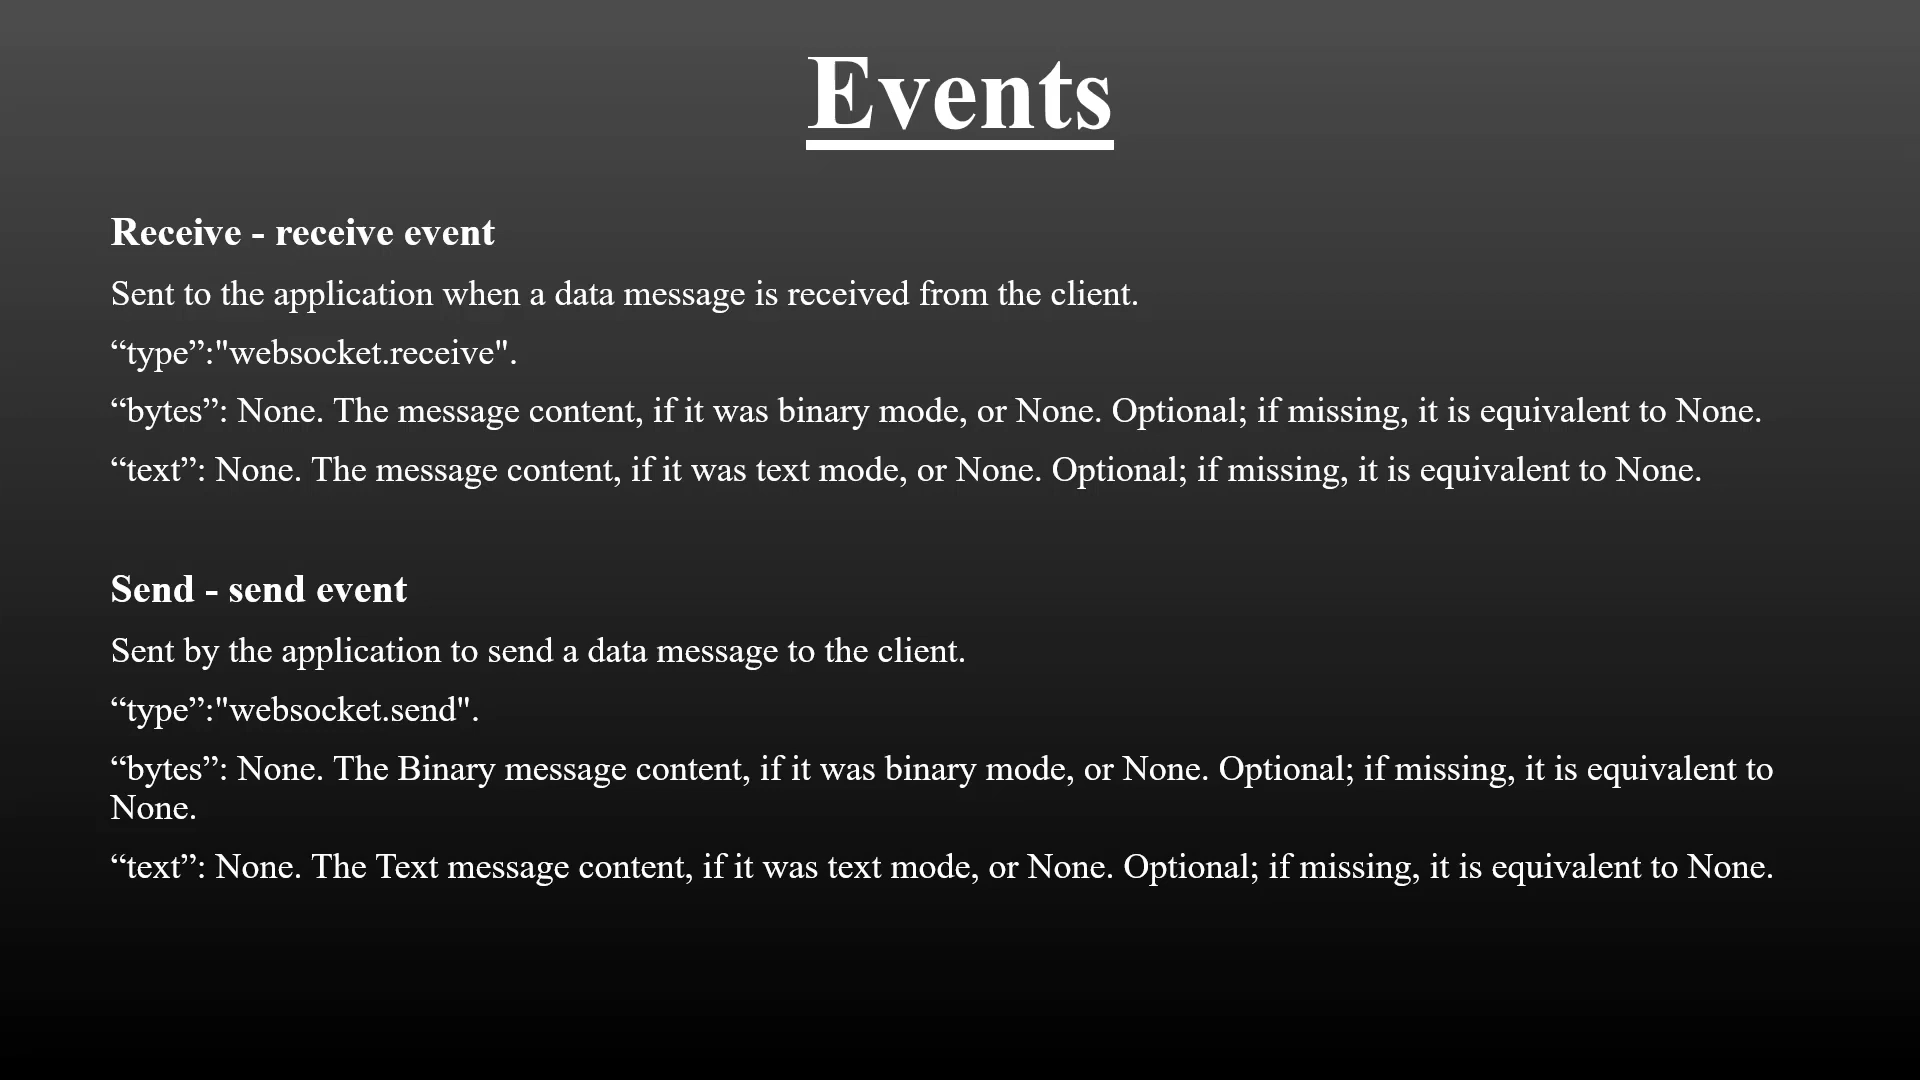 Events
Receive - receive event
Sent to the application when a data message is received from the client.
“type”:"websocket.receive".
“bytes”: None. The message content, if it was binary mode, or None. Optional; if missing, it is equivalent to None.
“text”: None. The message content, if it was text mode, or None. Optional; if missing, it is equivalent to None.
Send - send event
Sent by the application to send a data message to the client.
“type”:"websocket.send".
“bytes”: None. The Binary message content, if it was binary mode, or None. Optional; if missing, it is equivalent to
None.
“text”: None. The Text message content, if it was text mode, or None. Optional; if missing, it is equivalent to None.